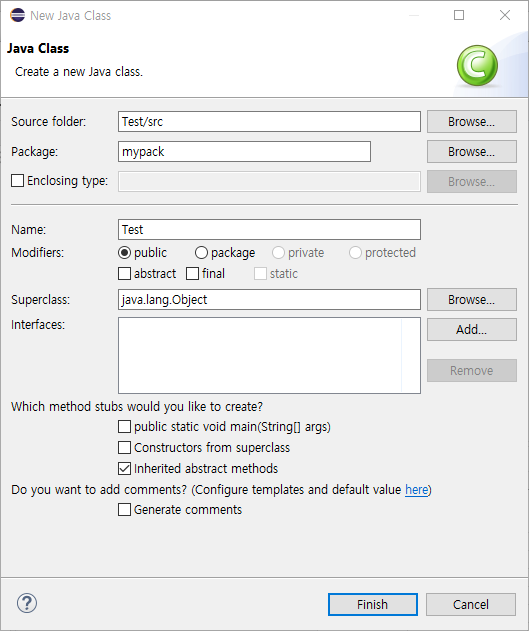 New Java Class
Java Class
Create a new Java class.
C
Source folder: Test/src Browse...
Package: mypack Browse...
Enclosing type: Browse...
Name: Test
Modifiers: public package private protected
abstract final static
Superclass: java.lang.Object Browse...
Interfaces: Add...
Remove
Which method stubs would you like to create?
public static void main(String[] args)
Constructors from superclass
Inherited abstract methods
Do you want to add comments? (Configure templates and default value here)
Generate comments
? Finish Cancel